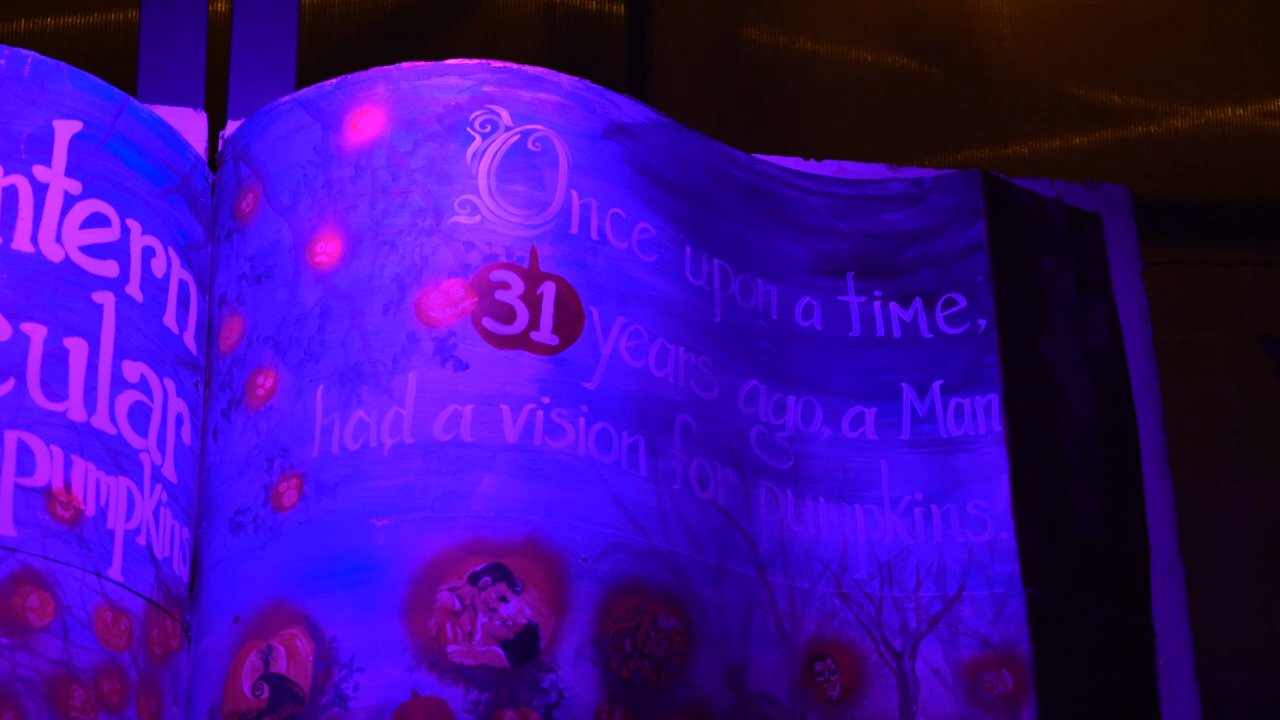 ntern
cular
pumpkins
Once upon a time,
31 years ago, a Man
had a vision for pumpkins.